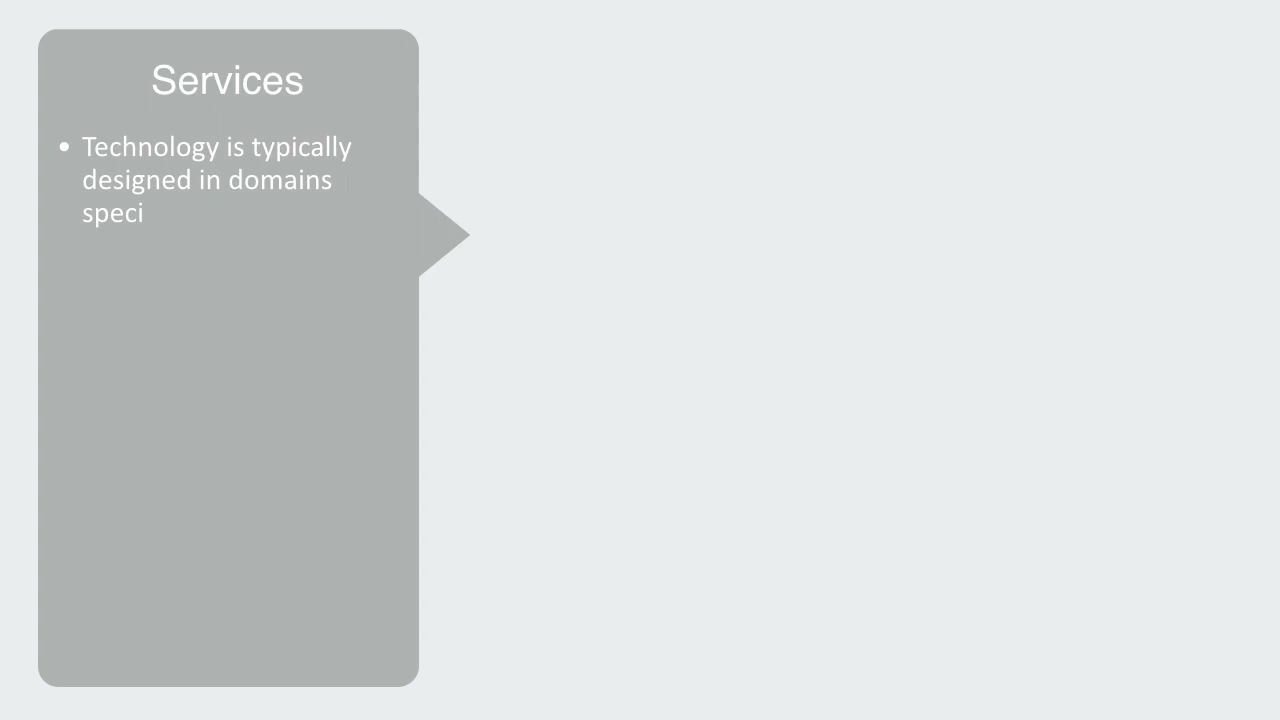 Services
• Technology is typically
designed in domains
speci